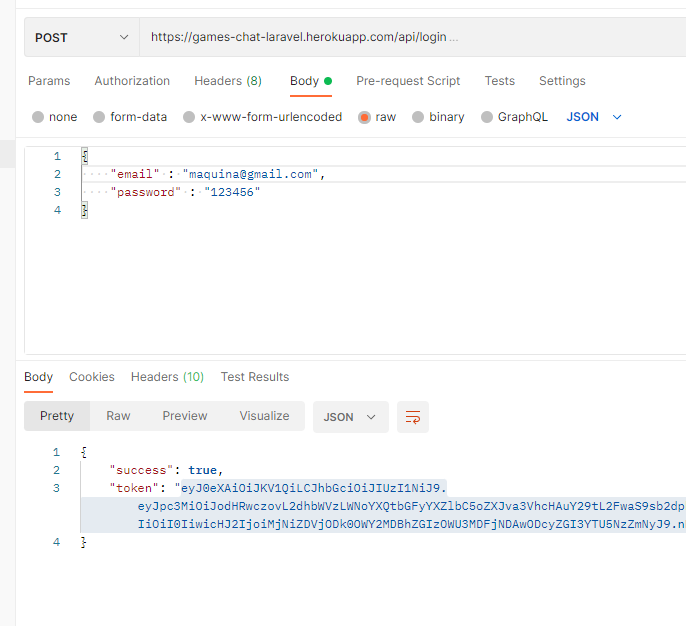 POST https://games-chat-laravel.herokuapp.com/api/login ...
Params Authorization Headers (8) Body Pre-request Script Tests Settings
none form-data x-www-form-urlencoded raw binary GraphQL JSON
1 {
2 "email" : "maquina@gmail.com",
3 "password" : "123456"
4 }
Body Cookies Headers (10) Test Results
Pretty Raw Preview Visualize JSON
1 {
2 "success": true,
3 "token": "eyJ0eXAiOiJKV1QiLCJhbGciOiJIUzI1NiJ9.
eyJpc3MiOiJodHRwczovL2dhbWVzLWNoYXQtbGFyYXZlbC5oZXJva3VhcHAuY29tL2FwaS9sb2dp
IiOiI0IiwicHJ2IjoiMjNiZDVjODk0OWY2MDBhZGIzOWU3MDFjNDAwODcyZGI3YTU5NzZmNyJ9.n
4 }